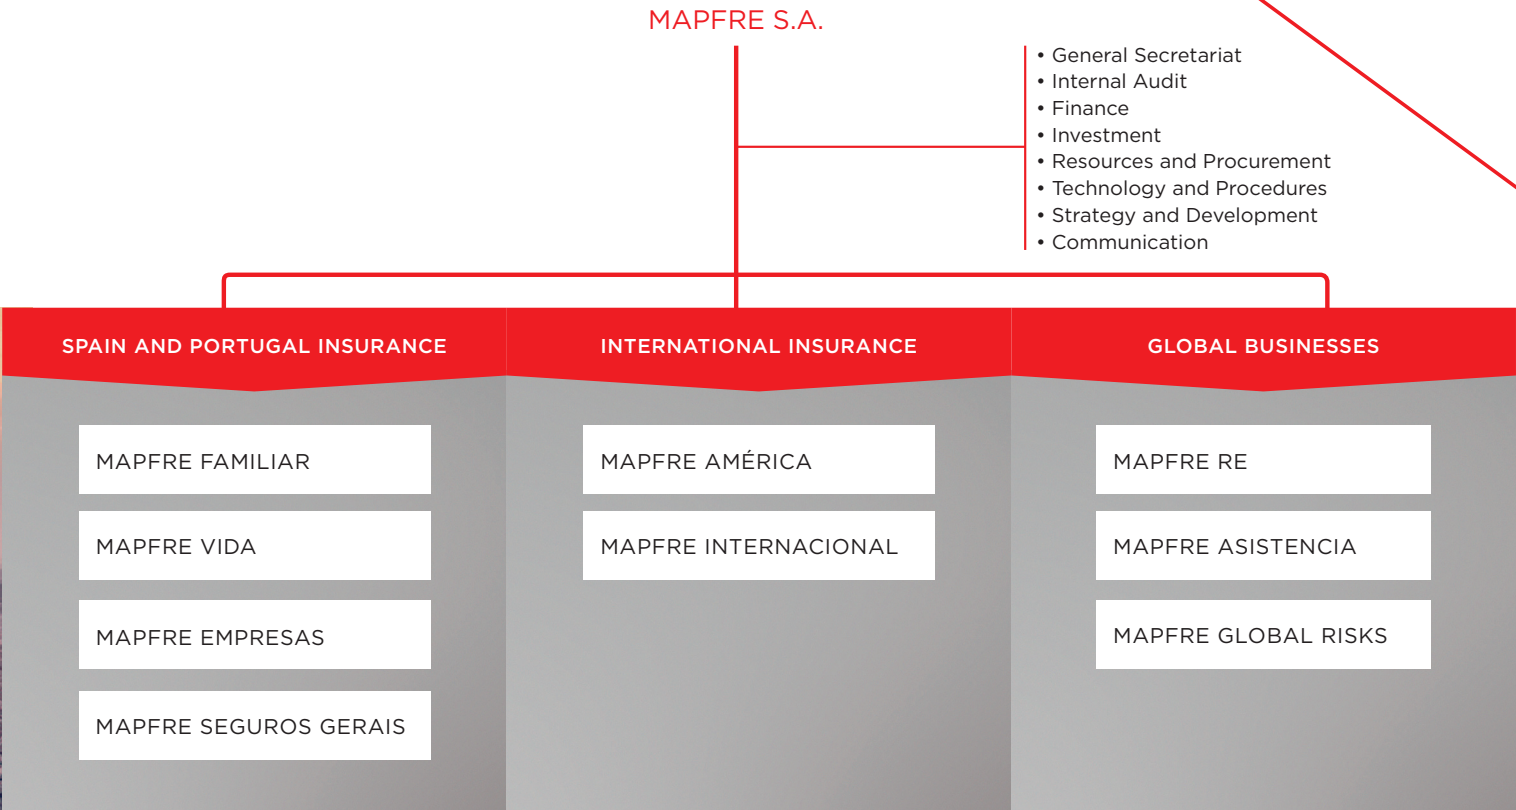 MAPFRE S.A.
• General Secretariat
• Internal Audit
• Finance
• Investment
• Resources and Procurement
• Technology and Procedures
• Strategy and Development
• Communication
SPAIN AND PORTUGAL INSURANCE
MAPFRE FAMILIAR
MAPFRE VIDA
MAPFRE EMPRESAS
MAPFRE SEGUROS GERAIS
INTERNATIONAL INSURANCE
MAPFRE AMÉRICA
MAPFRE INTERNACIONAL
GLOBAL BUSINESSES
MAPFRE RE
MAPFRE ASISTENCIA
MAPFRE GLOBAL RISKS